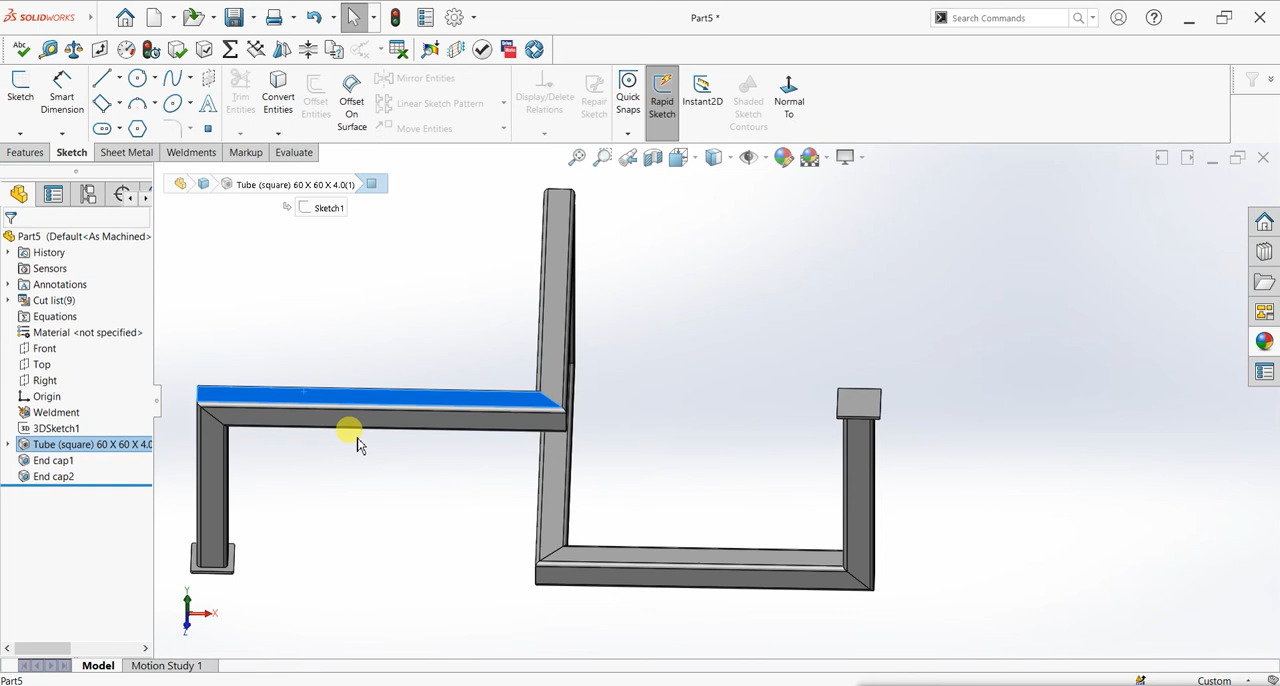 SOLIDWORKS
Part5 *
Search Commands
Abc
Sketch
Smart
Dimension
Trim
Entities
Convert
Entities
Offset
Entities
Offset
On
Surface
Mirror Entities
Linear Sketch Pattern
Move Entities
Display/Delete
Relations
Repair
Sketch
Quick
Snaps
Rapid
Sketch
Instant2D
Shaded
Sketch
Contours
Normal
To
Features
Sketch
Sheet Metal
Weldments
Markup
Evaluate
Tube (square) 60 X 60 X 4.0(1)
Sketch1
Part5 (Default<As Machined>
History
Sensors
Annotations
Cut list(9)
Equations
Material <not specified>
Front
Top
Right
Origin
Weldment
3D 3DSketch1
Tube (square) 60 X 60 X 4.0
End cap1
End cap2
Y
X
Z
Model
Motion Study 1
Part5
Custom